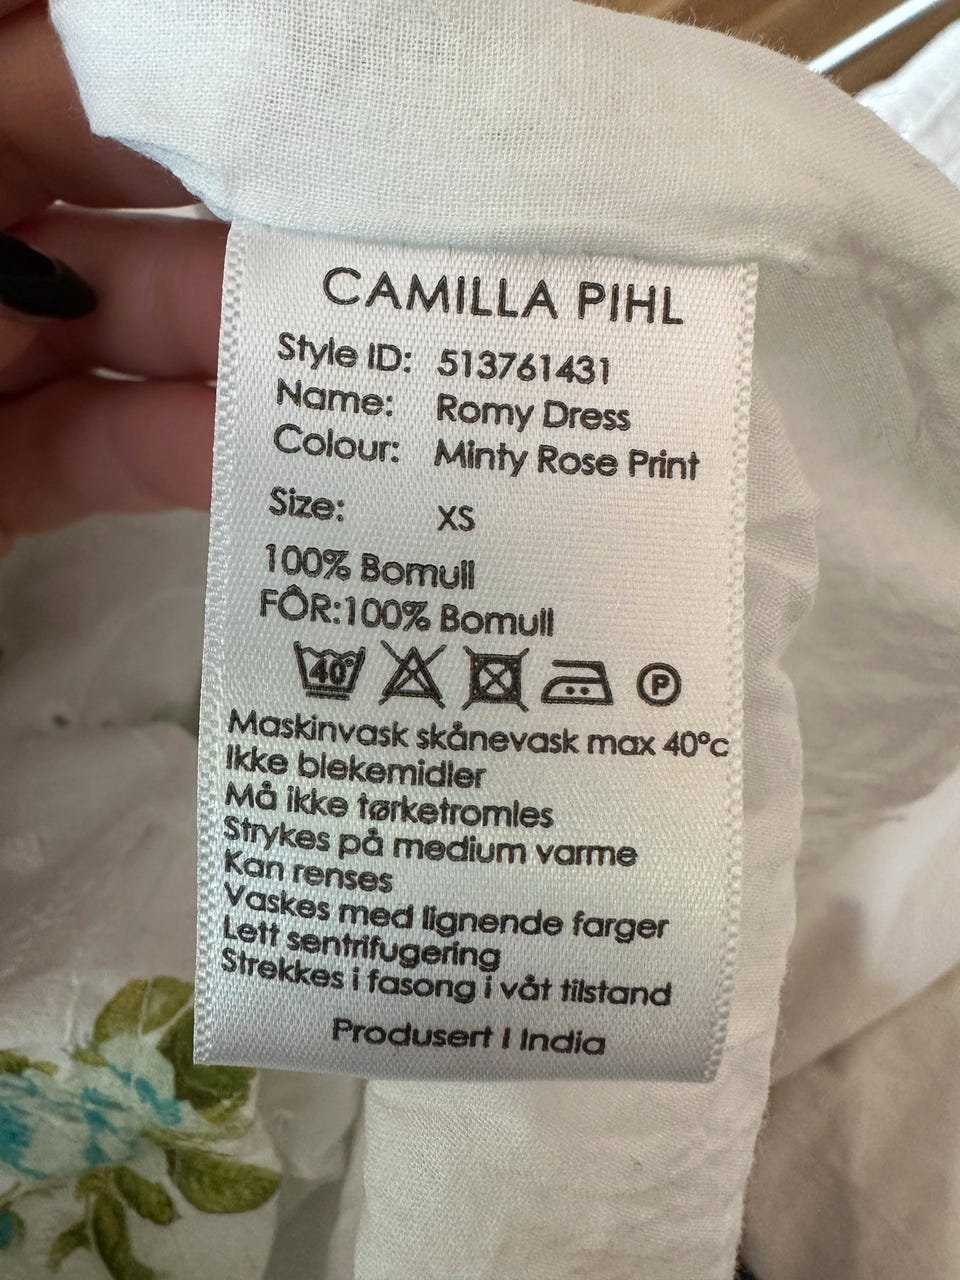 CAMILLA PIHL
Style ID: 513761431
Name: Romy Dress
Colour: Minty Rose Print
Size: XS
100% Bomull
FÔR:100% Bomull
40° P
Maskinvask skånevask max 40°c
Ikke blekemidler
Må ikke tørketromles
Strykes på medium varme
Kan renses
Vaskes med lignende farger
Lett sentrifugering
Strekkes i fasong i våt tilstand
Produsert I India